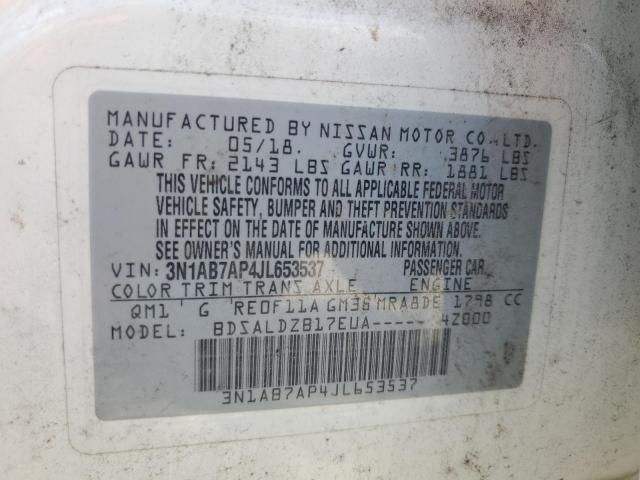 MANUFACTURED BY NISSAN MOTOR CO.,LTD.
DATE: 05/18. GVWR: 3876 LBS
GAWR FR: 2143 LBS GAWR RR: 1881 LBS
THIS VEHICLE CONFORMS TO ALL APPLICABLE FEDERAL MOTOR
VEHICLE SAFETY, BUMPER AND THEFT PREVENTION STANDARDS
IN EFFECT ON THE DATE OF MANUFACTURE SHOWN ABOVE.
SEE OWNER'S MANUAL FOR ADDITIONAL INFORMATION.
VIN: 3N1AB7AP4JL653537 PASSENGER CAR
COLOR TRIM TRANS AXLE ENGINE
QM1 G RE0F11A GM38 MRA8DE 1798 CC
MODEL: BDSALDZB17EUA----- 4Z000
3N1AB7AP4JL653537